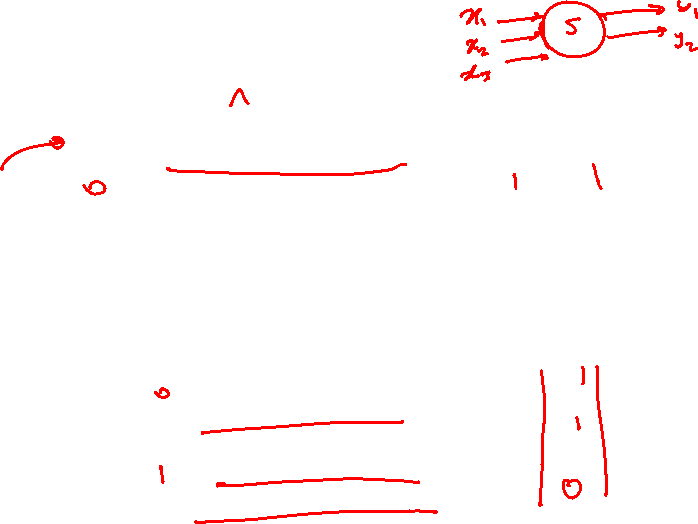 x₁ S y₁
x₂ y₂
x₃
^
0 1 1
0 1
1
1 0